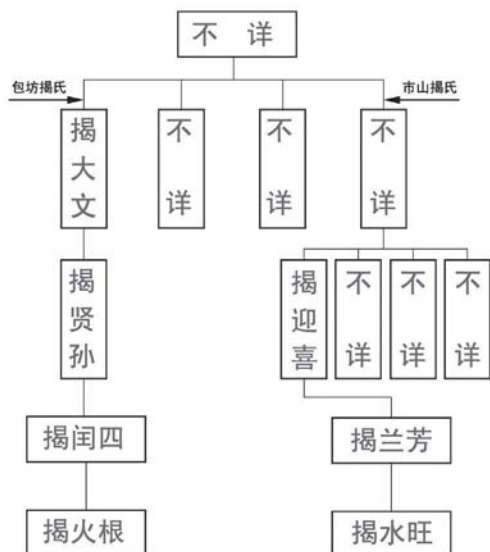 不 详
包坊揭氏
市山揭氏
揭大文
不详
不详
不详
揭贤孙
揭迎喜
不详
不详
不详
揭闰四
揭兰芳
揭火根
揭水旺